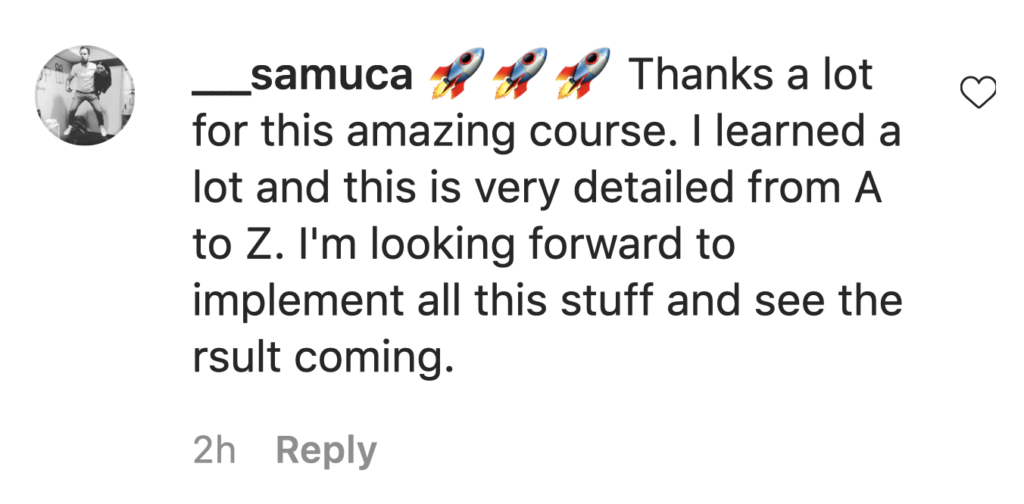 ___samuca 🚀🚀🚀 Thanks a lot
for this amazing course. I learned a
lot and this is very detailed from A
to Z. I'm looking forward to
implement all this stuff and see the
rsult coming.
2h Reply